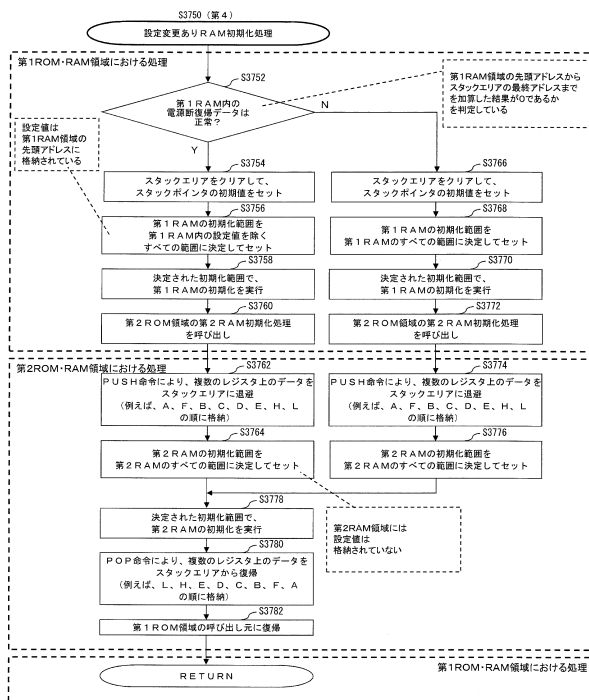 S3750（第４）
設定変更ありＲＡＭ初期化処理
第１ＲＯＭ・ＲＡＭ領域における処理
S3752
第１ＲＡＭ内の
電源断復帰データは
正常？
N
Y
第１ＲＡＭ領域の先頭アドレスから
スタックエリアの最終アドレスまで
を加算した結果が０であるか
を判定している
設定値は
第１ＲＡＭ領域の
先頭アドレスに
格納されている
S3754
スタックエリアをクリアして、
スタックポインタの初期値をセット
S3766
スタックエリアをクリアして、
スタックポインタの初期値をセット
S3756
第１ＲＡＭの初期化範囲を
第１ＲＡＭ内の設定値を除く
すべての範囲に決定してセット
S3768
第１ＲＡＭの初期化範囲を
第１ＲＡＭのすべての範囲に決定してセット
S3758
決定された初期化範囲で、
第１ＲＡＭの初期化を実行
S3770
決定された初期化範囲で、
第１ＲＡＭの初期化を実行
S3760
第２ＲＯＭ領域の第２ＲＡＭ初期化処理
を呼び出し
S3772
第２ＲＯＭ領域の第２ＲＡＭ初期化処理
を呼び出し
第２ＲＯＭ・ＲＡＭ領域における処理
S3762
ＰＵＳＨ命令により、複数のレジスタ上のデータを
スタックエリアに退避
（例えば、Ａ、Ｆ、Ｂ、Ｃ、Ｄ、Ｅ、Ｈ、Ｌ
の順に格納）
S3774
ＰＵＳＨ命令により、複数のレジスタ上のデータを
スタックエリアに退避
（例えば、Ａ、Ｆ、Ｂ、Ｃ、Ｄ、Ｅ、Ｈ、Ｌ
の順に格納）
S3764
第２ＲＡＭの初期化範囲を
第２ＲＡＭのすべての範囲に決定してセット
S3776
第２ＲＡＭの初期化範囲を
第２ＲＡＭのすべての範囲に決定してセット
S3778
決定された初期化範囲で、
第２ＲＡＭの初期化を実行
第２ＲＡＭ領域には
設定値は
格納されていない
S3780
ＰＯＰ命令により、複数のレジスタ上のデータを
スタックエリアから復帰
（例えば、Ｌ、Ｈ、Ｅ、Ｄ、Ｃ、Ｂ、Ｆ、Ａ
の順に格納）
S3782
第１ＲＯＭ領域の呼び出し元に復帰
第１ＲＯＭ・ＲＡＭ領域における処理
ＲＥＴＵＲＮ